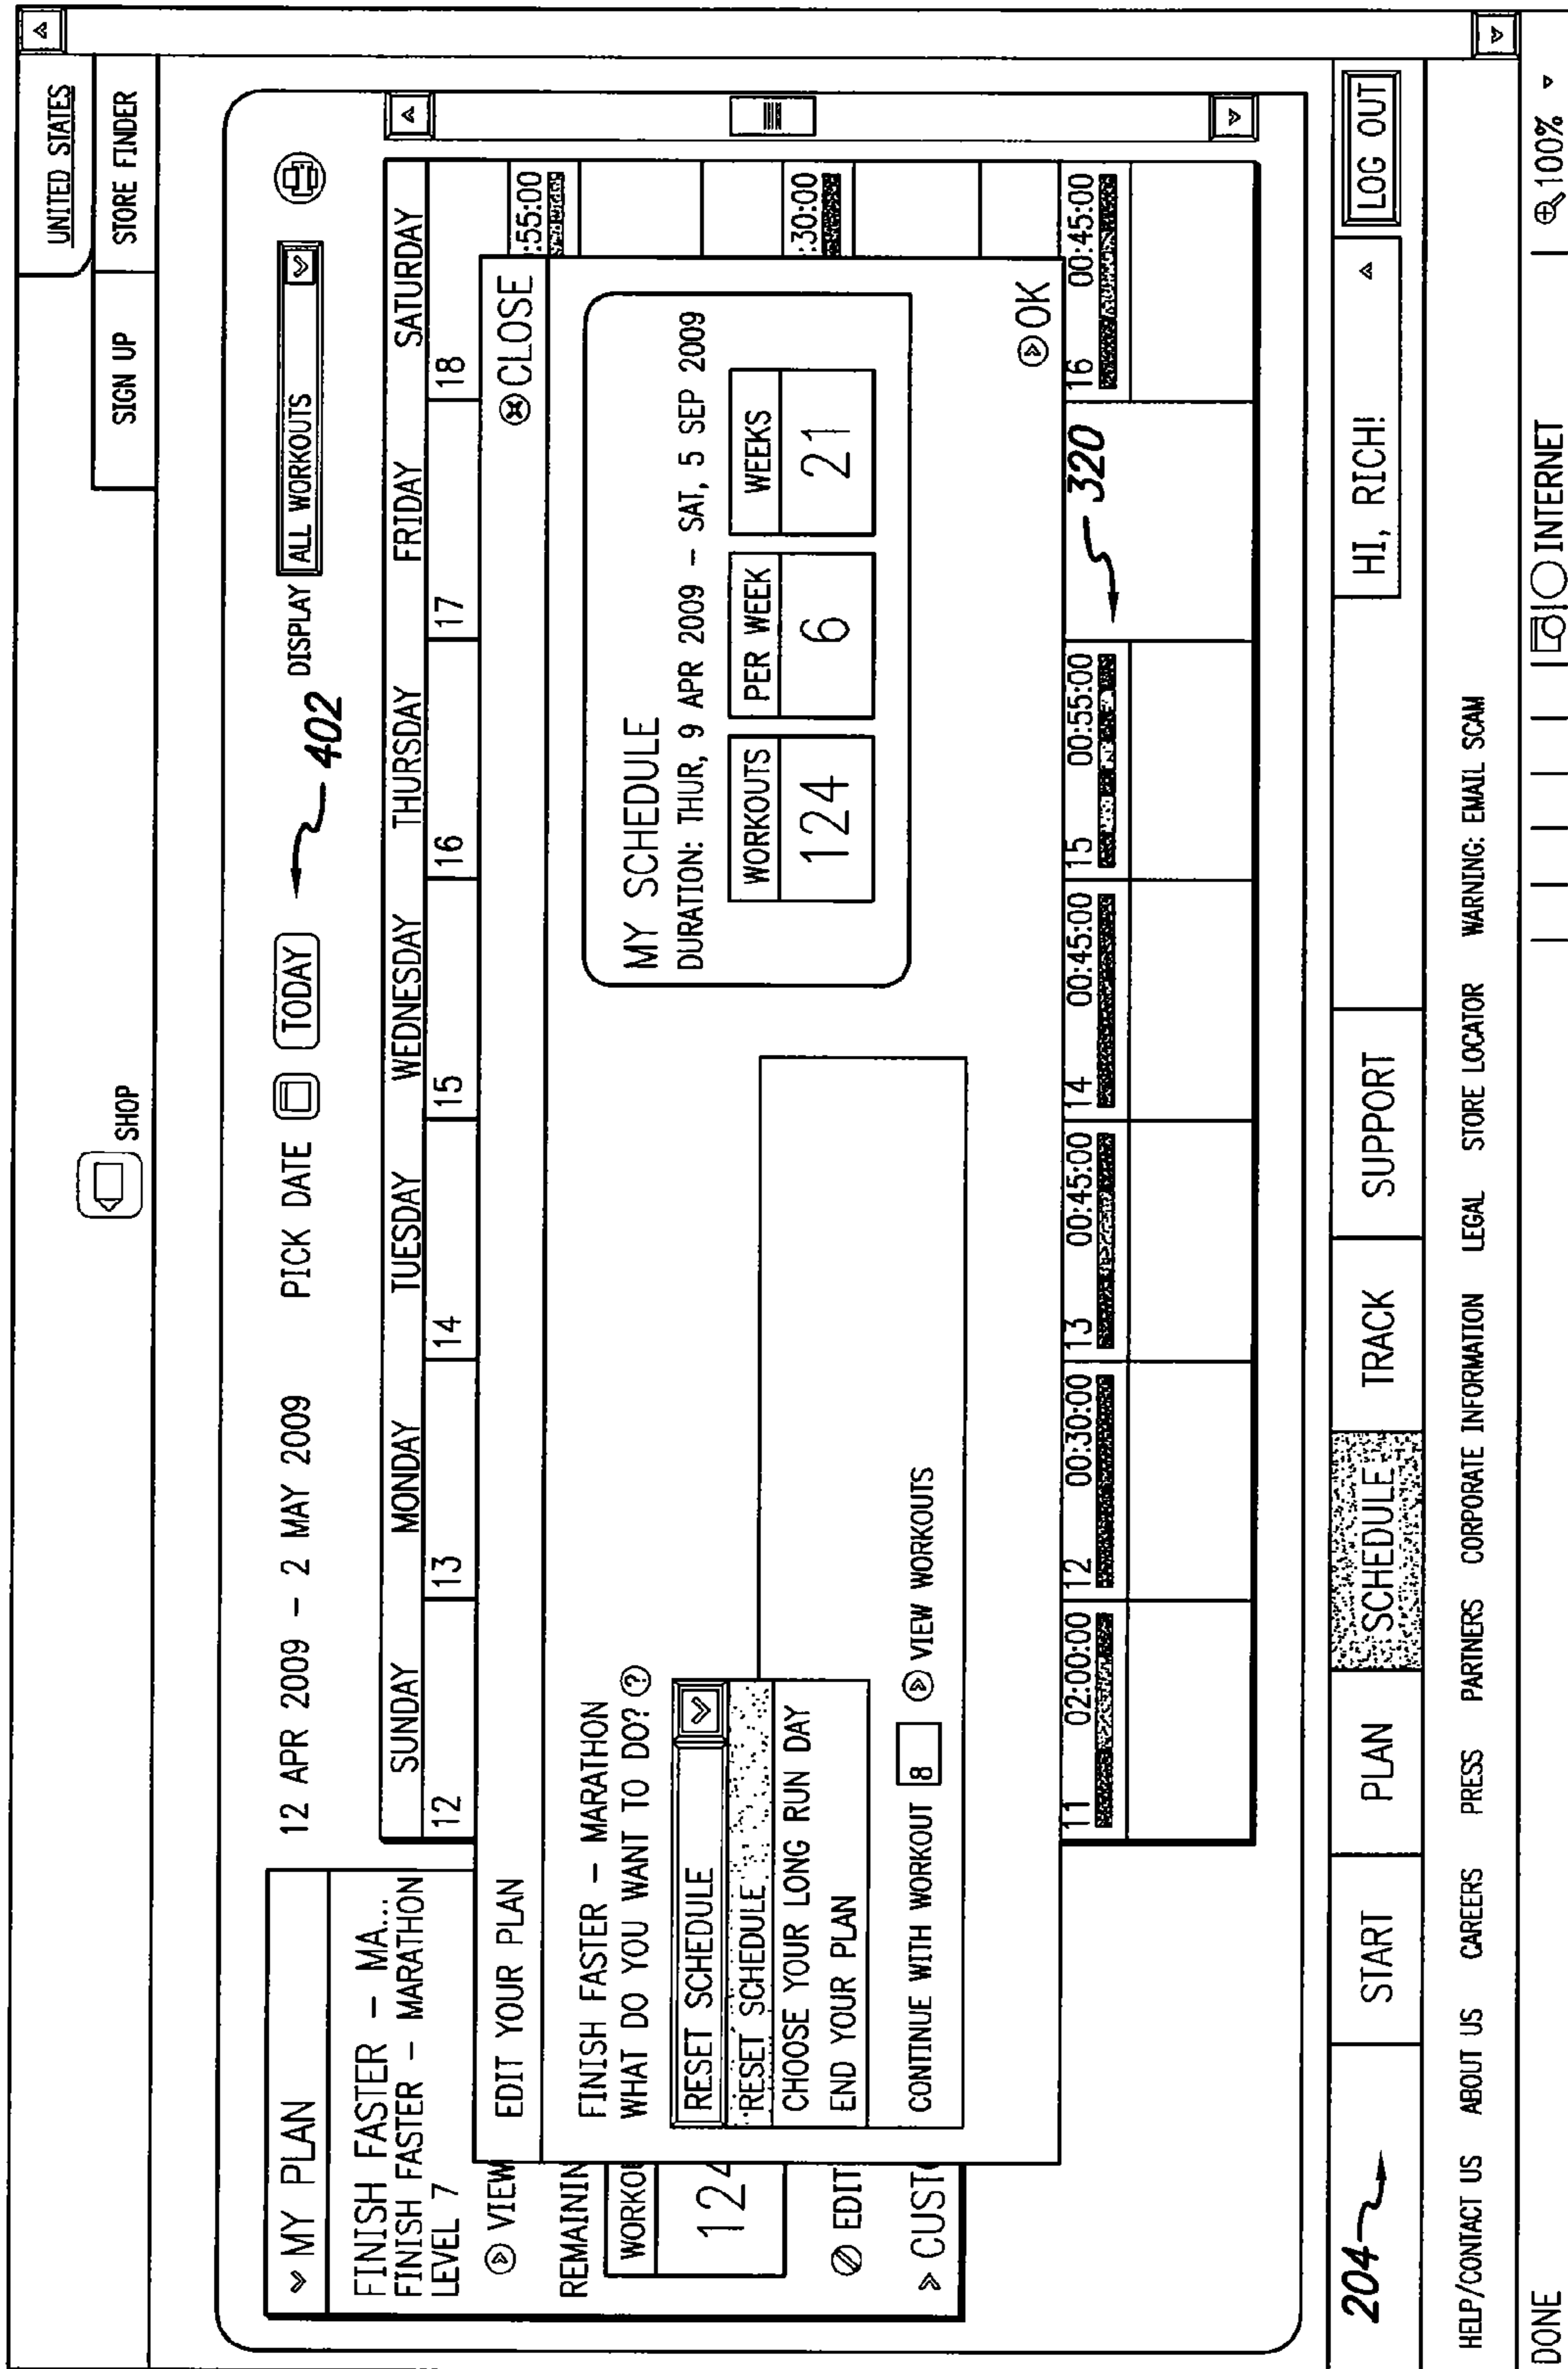 UNITED STATES
SHOP
SIGN UP
STORE FINDER
12 APR 2009 – 2 MAY 2009
PICK DATE
TODAY
402
DISPLAY
ALL WORKOUTS
MY PLAN
FINISH FASTER – MA...
FINISH FASTER – MARATHON
LEVEL 7
VIEW
REMAININ
WORKO
124
EDIT
CUST
SUNDAY MONDAY TUESDAY WEDNESDAY THURSDAY FRIDAY SATURDAY
12 13 14 15 16 17 18
:55:00
:30:00
EDIT YOUR PLAN
CLOSE
FINISH FASTER – MARATHON
WHAT DO YOU WANT TO DO? ?
RESET SCHEDULE
RESET SCHEDULE
CHOOSE YOUR LONG RUN DAY
END YOUR PLAN
CONTINUE WITH WORKOUT 8 VIEW WORKOUTS
MY SCHEDULE
DURATION: THUR, 9 APR 2009 – SAT, 5 SEP 2009
WORKOUTS PER WEEK WEEKS
124 6 21
OK
11 02:00:00 12 00:30:00 13 00:45:00 14 00:45:00 15 00:55:00 320 16 00:45:00
204 START PLAN SCHEDULE TRACK SUPPORT HI, RICH! LOG OUT
HELP/CONTACT US ABOUT US CAREERS PRESS PARTNERS CORPORATE INFORMATION LEGAL STORE LOCATOR WARNING: EMAIL SCAM
DONE INTERNET 100%